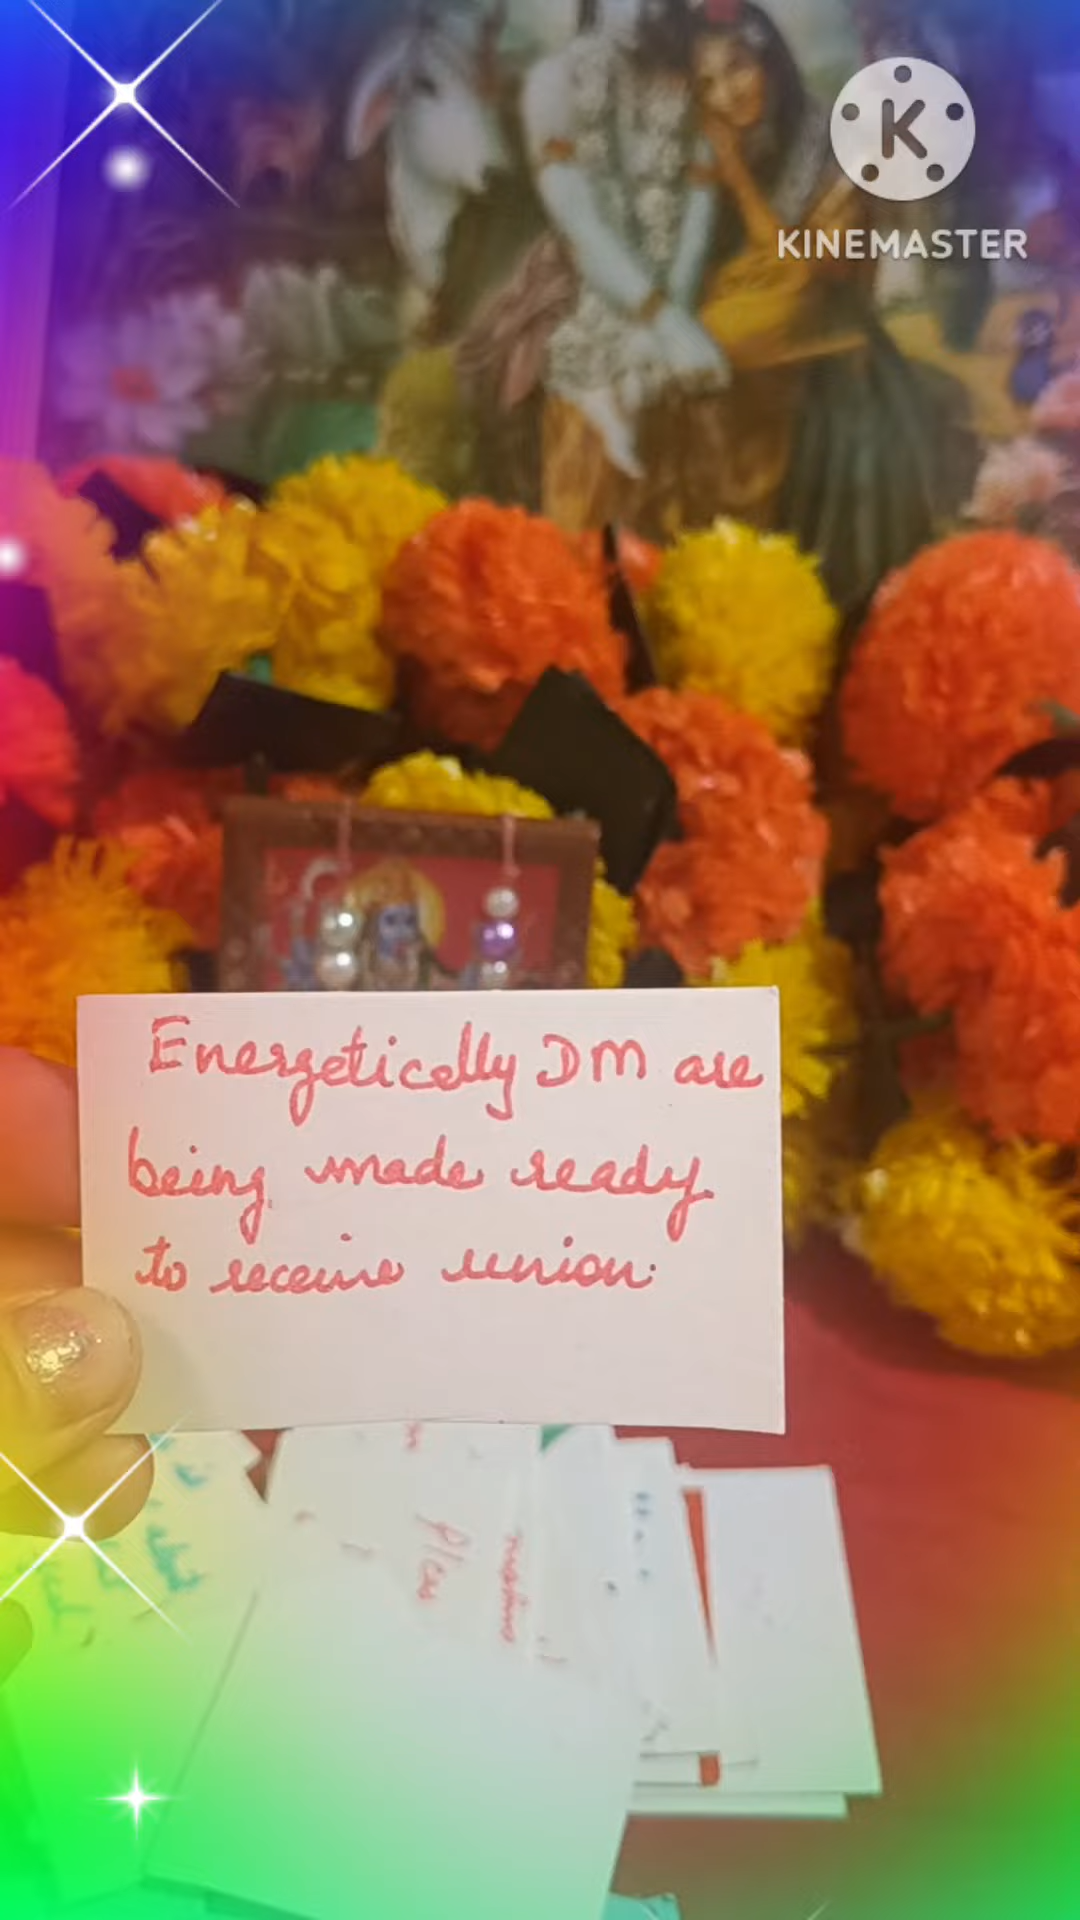 K
KINEMASTER
Energetically DM are
being made ready
to receive union.